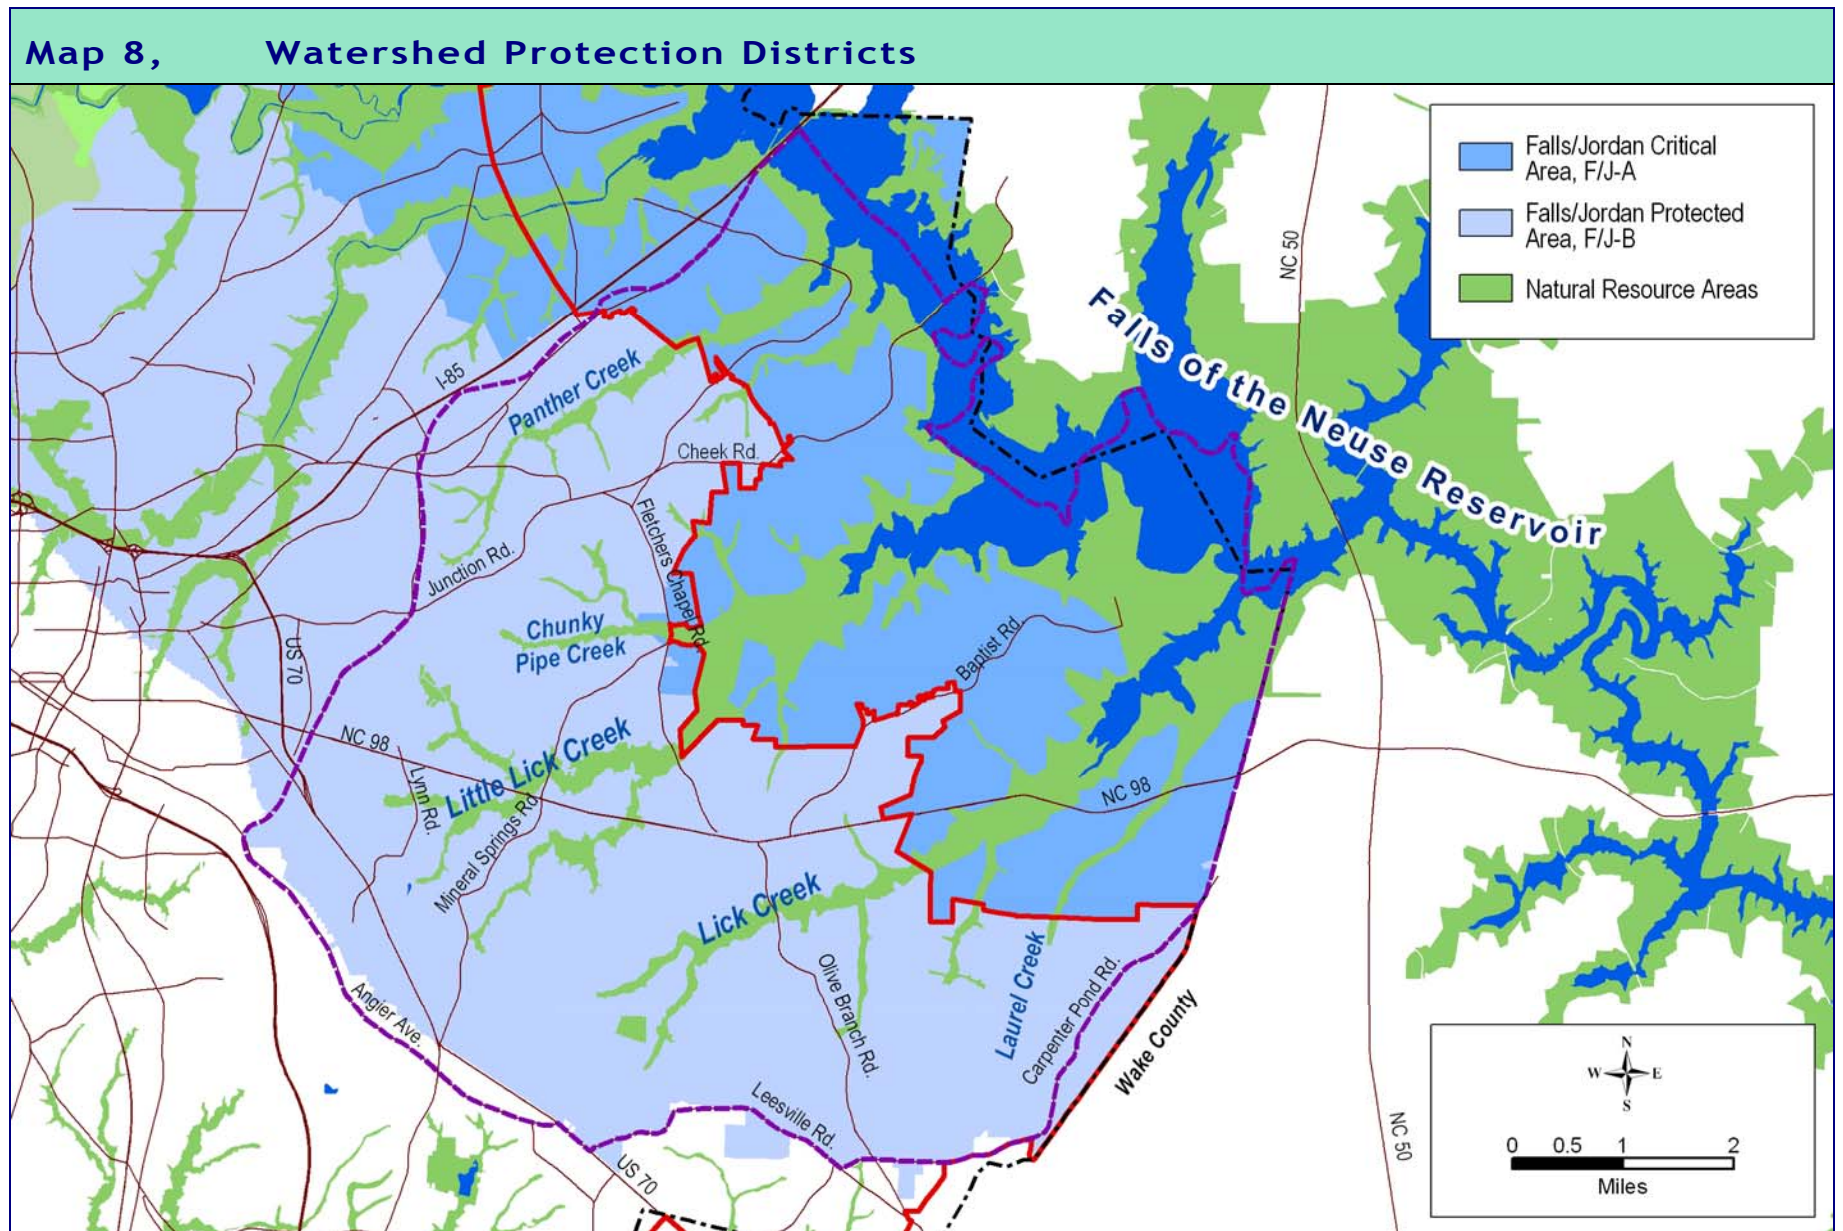 Map 8, Watershed Protection Districts
Falls/Jordan Critical
Area, F/J-A
Falls/Jordan Protected
Area, F/J-B
Natural Resource Areas
NC 50
Falls of the Neuse Reservoir
I-85
Panther Creek
Cheek Rd.
Fletchers Chapel Rd.
Junction Rd.
Chunky
Pipe Creek
Baptist Rd.
US 70
NC 98
Little Lick Creek
Lynn Rd.
Mineral Springs Rd.
NC 98
Lick Creek
Olive Branch Rd.
Laurel Creek
Carpenter Pond Rd.
Wake County
Angier Ave.
Leesville Rd.
US 70
NC 50
N
W
E
S
0 0.5 1 2
Miles